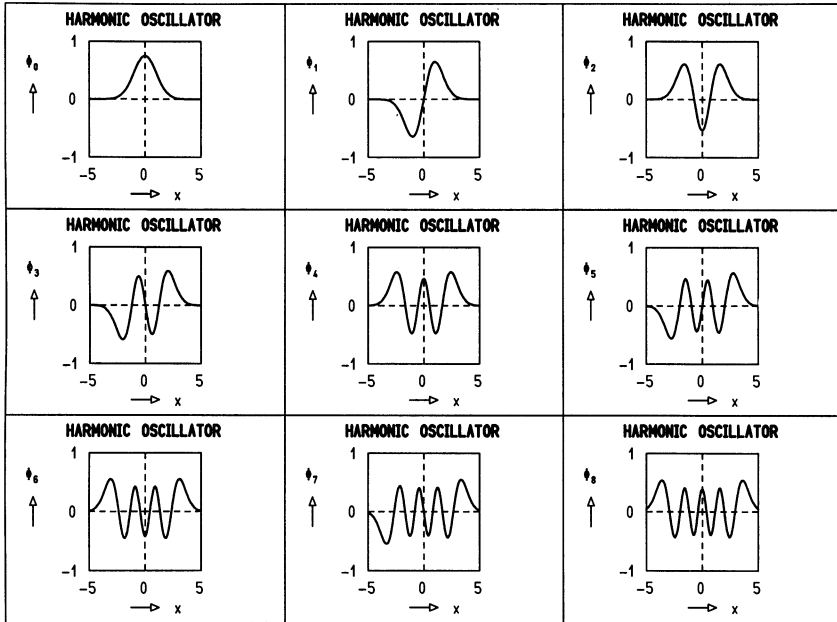 HARMONIC OSCILLATOR
Φ₀
1
0
-1
-5 0 5
x
HARMONIC OSCILLATOR
Φ₁
1
0
-1
-5 0 5
x
HARMONIC OSCILLATOR
Φ₂
1
0
-1
-5 0 5
x
HARMONIC OSCILLATOR
Φ₃
1
0
-1
-5 0 5
x
HARMONIC OSCILLATOR
Φ₄
1
0
-1
-5 0 5
x
HARMONIC OSCILLATOR
Φ₅
1
0
-1
-5 0 5
x
HARMONIC OSCILLATOR
Φ₆
1
0
-1
-5 0 5
x
HARMONIC OSCILLATOR
Φ₇
1
0
-1
-5 0 5
x
HARMONIC OSCILLATOR
Φ₈
1
0
-1
-5 0 5
x